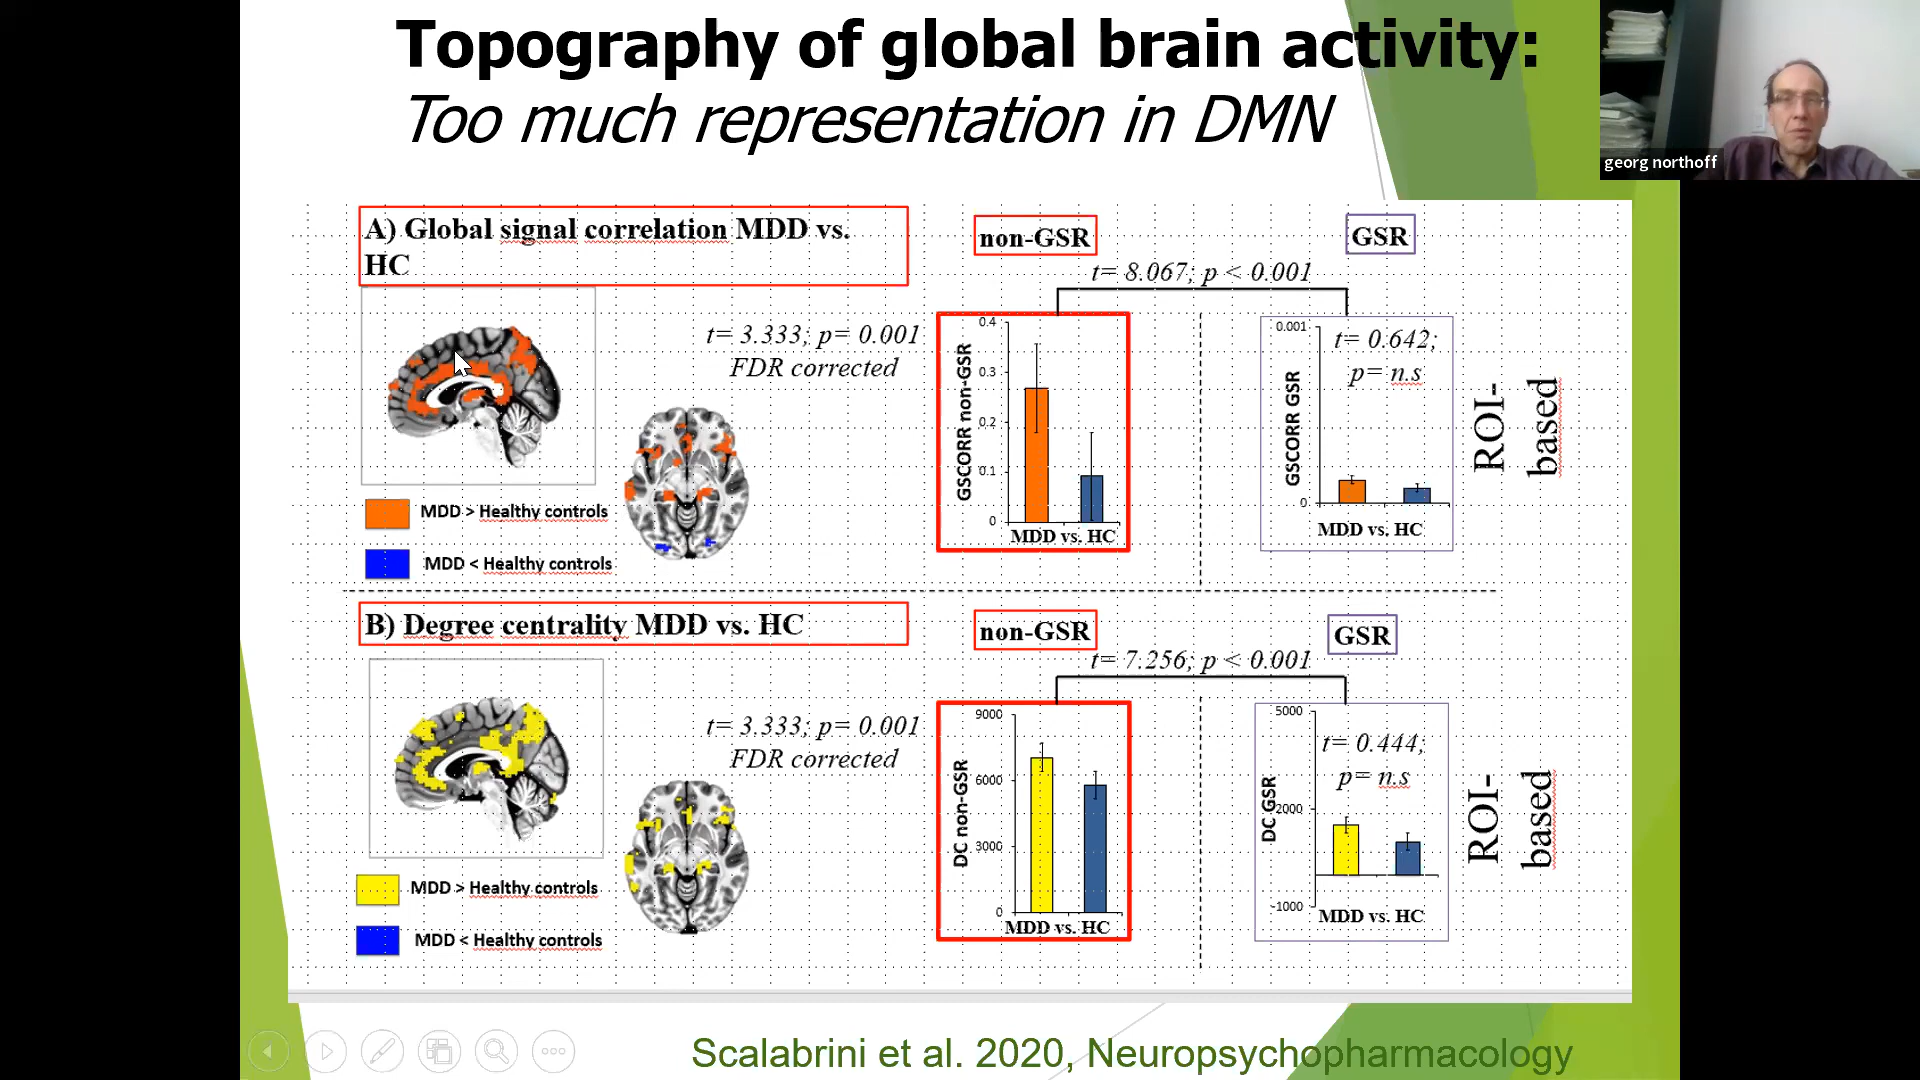 Topography of global brain activity:
Too much representation in DMN
georg northoff
A) Global signal correlation MDD vs.
HC
non-GSR
GSR
t= 8.067; p < 0.001
t= 3.333; p= 0.001
FDR corrected
GSCORR non-GSR
0.4
0.3
0.2
0.1
0
MDD vs. HC
GSCORR GSR
0.001
0
t= 0.642;
p= n.s
MDD vs. HC
ROI-
based
MDD > Healthy controls
MDD < Healthy controls
B) Degree centrality MDD vs. HC
non-GSR
GSR
t= 7.256; p < 0.001
t= 3.333; p= 0.001
FDR corrected
DC non-GSR
9000
6000
3000
0
MDD vs. HC
DC GSR
5000
2000
-1000
t= 0.444;
p= n.s
MDD vs. HC
ROI-
based
MDD > Healthy controls
MDD < Healthy controls
Scalabrini et al. 2020, Neuropsychopharmacology